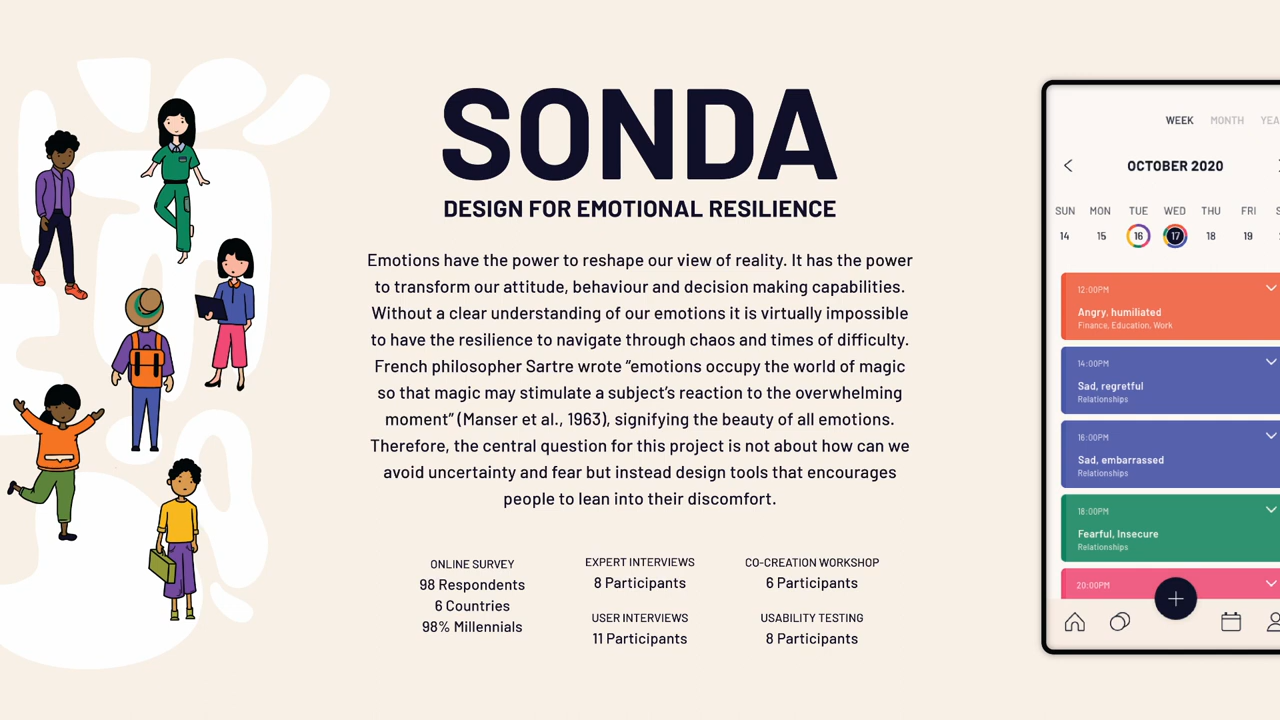 SONDA
DESIGN FOR EMOTIONAL RESILIENCE
Emotions have the power to reshape our view of reality. It has the power
to transform our attitude, behaviour and decision making capabilities.
Without a clear understanding of our emotions it is virtually impossible
to have the resilience to navigate through chaos and times of difficulty.
French philosopher Sartre wrote “emotions occupy the world of magic
so that magic may stimulate a subject’s reaction to the overwhelming
moment” (Manser et al., 1963), signifying the beauty of all emotions.
Therefore, the central question for this project is not about how can we
avoid uncertainty and fear but instead design tools that encourages
people to lean into their discomfort.
ONLINE SURVEY
98 Respondents
6 Countries
98% Millennials
EXPERT INTERVIEWS
8 Participants
USER INTERVIEWS
11 Participants
CO-CREATION WORKSHOP
6 Participants
USABILITY TESTING
8 Participants
WEEK MONTH YEA
OCTOBER 2020
SUN MON TUE WED THU FRI S
14 15 16 17 18 19
12:00PM
Angry, humiliated
Finance, Education, Work
14:00PM
Sad, regretful
Relationships
16:00PM
Sad, embarrassed
Relationships
18:00PM
Fearful, Insecure
Relationships
20:00PM